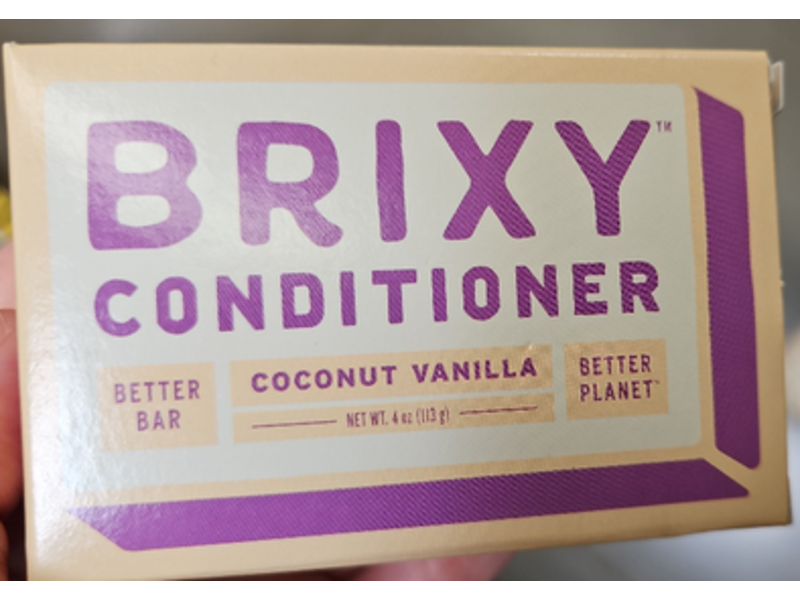 BRIXY™
CONDITIONER
BETTER
BAR
COCONUT VANILLA
NET WT. 4 oz (113 g)
BETTER
PLANET™